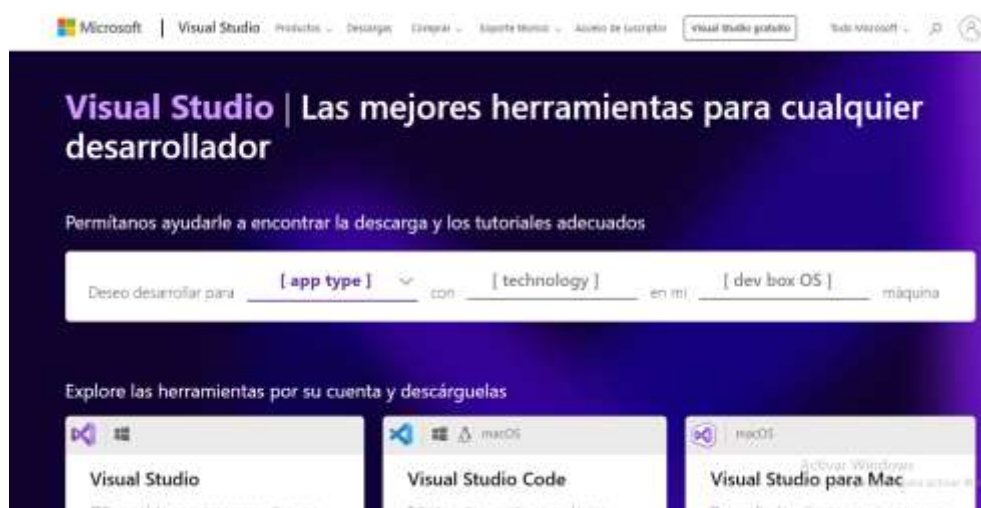 Microsoft | Visual Studio Productos Descargas Comprar Soporte técnico Acceso de suscriptor Visual Studio gratuito Todo Microsoft
Visual Studio | Las mejores herramientas para cualquier
desarrollador
Permítanos ayudarle a encontrar la descarga y los tutoriales adecuados
Deseo desarrollar para [ app type ] con [ technology ] en mi [ dev box OS ] máquina
Explore las herramientas por su cuenta y descárguelas
macOS macOS
Visual Studio Visual Studio Code Visual Studio para Mac
Activar Windows